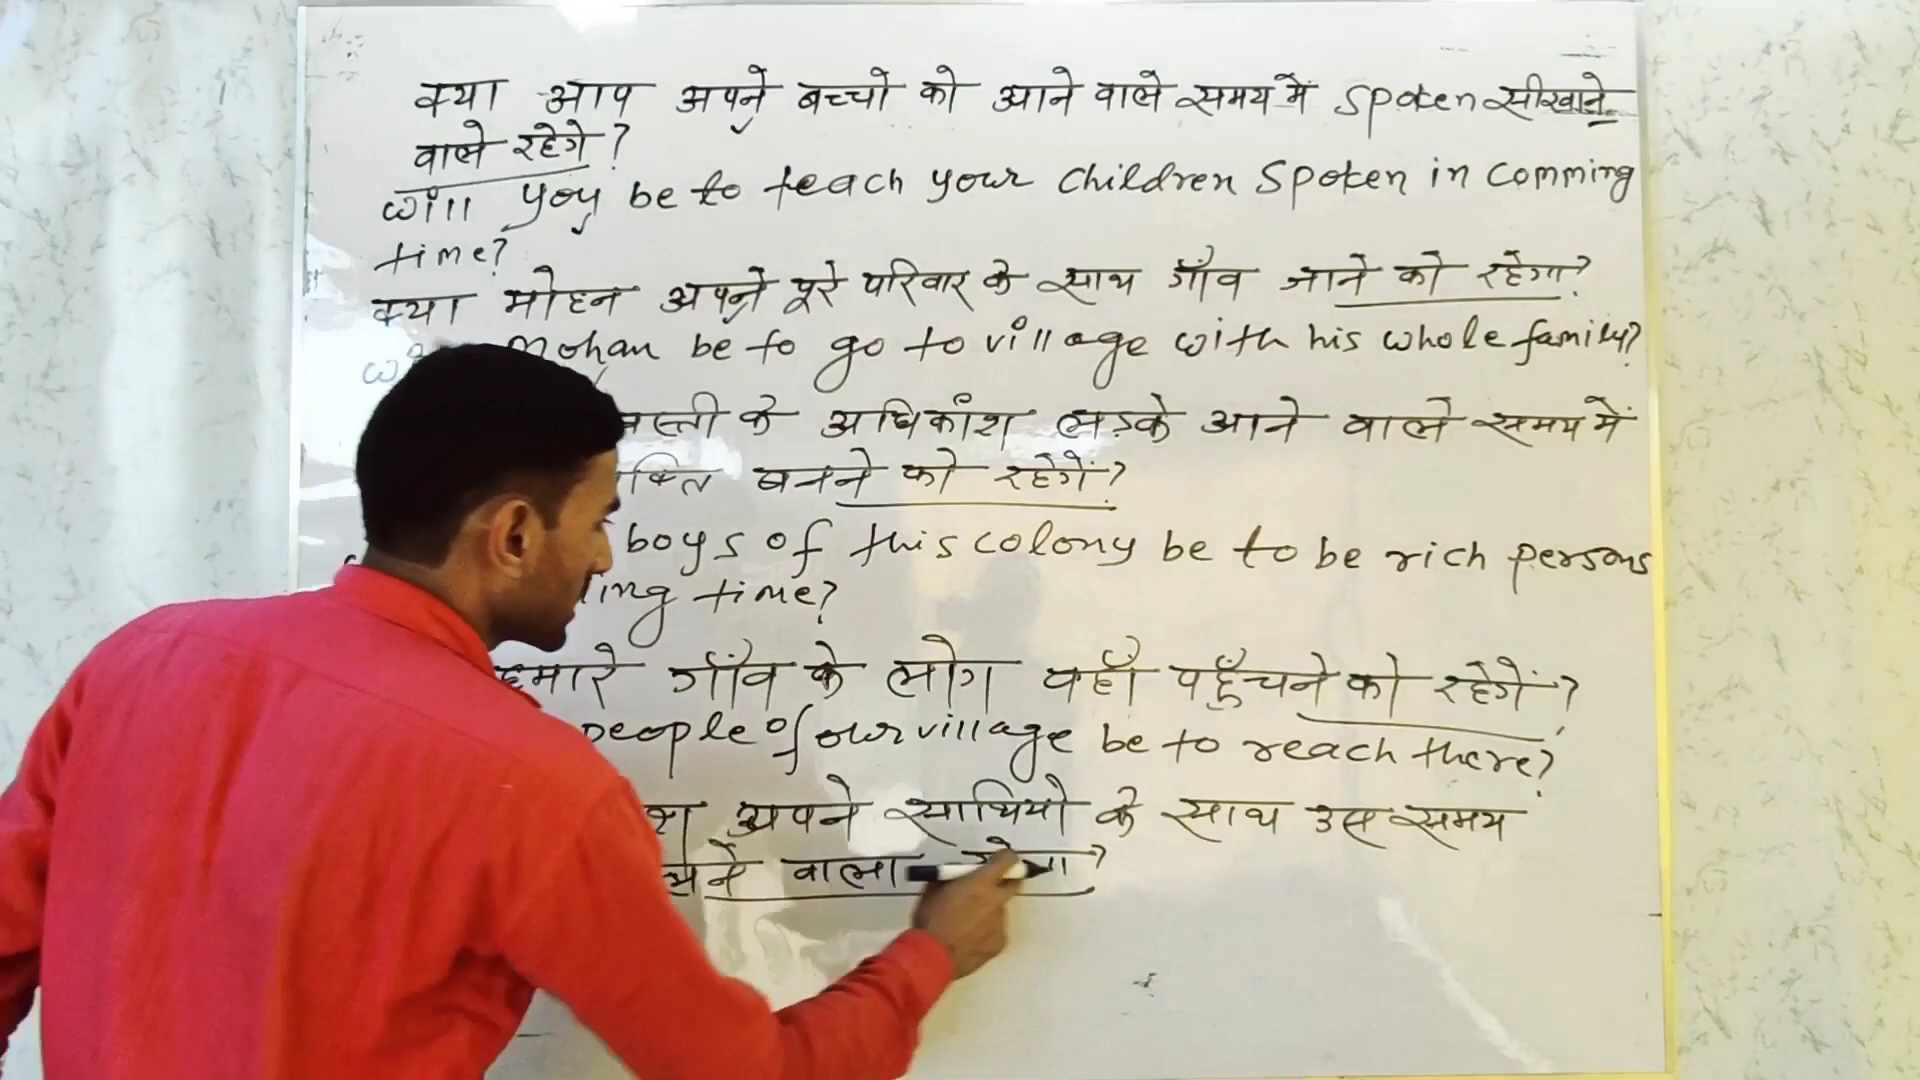 क्या आप अपने बच्चो को आने वाले समय में Spoken सीखाने
वाले रहेगे?
will you be to teach your children Spoken in comming
time?
क्या मोहन अपने पूरे परिवार के साथ गाँव जाने को रहेगा?
Mohan be to go to village with his whole family?
के अधिकांश लड़के आने वाले समय में
बनने को रहेगें?
boys of this colony be to be rich persons
time?
हमारे गाँव के लोग वहाँ पहुँचने को रहेगें?
people of our village be to reach there?
अपने साथियो के साथ उस समय
वाला